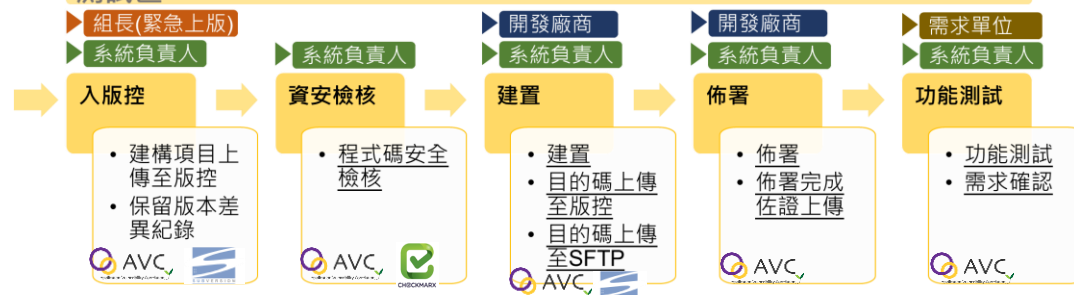 組長(緊急上版)
系統負責人
入版控
• 建構項目上
傳至版控
• 保留版本差
異紀錄
AVC
SUBVERSION
系統負責人
資安檢核
• 程式碼安全
檢核
AVC
CHECKMARX
開發廠商
系統負責人
建置
• 建置
• 目的碼上傳
至版控
• 目的碼上傳
至SFTP
AVC
開發廠商
系統負責人
佈署
• 佈署
• 佈署完成
佐證上傳
AVC
需求單位
系統負責人
功能測試
• 功能測試
• 需求確認
AVC